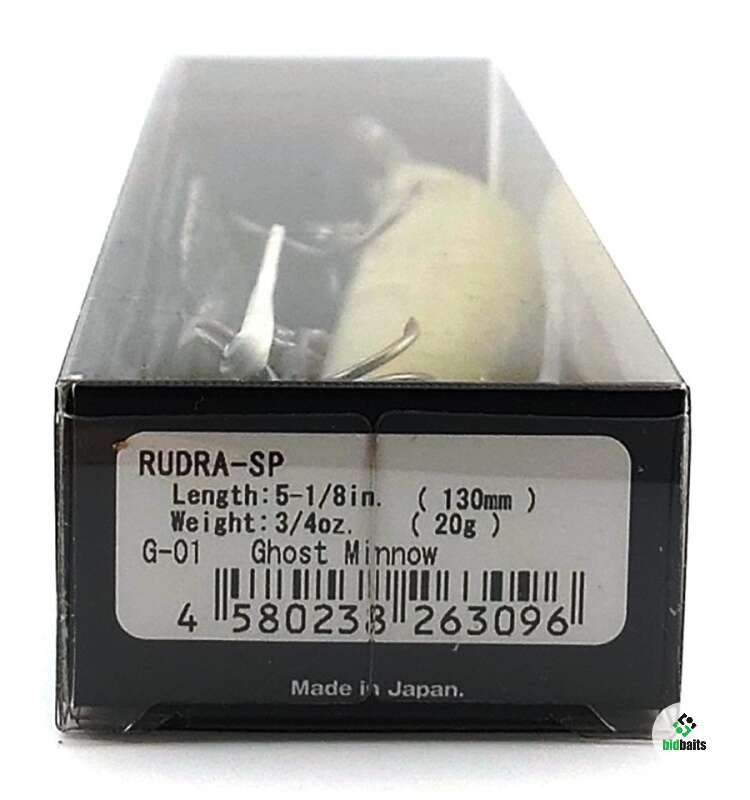 RUDRA-SP
Length:5-1/8in. ( 130mm )
Weight:3/4oz. ( 20g )
G-01 Ghost Minnow
4 580238 263096
Made in Japan.
bidbaits